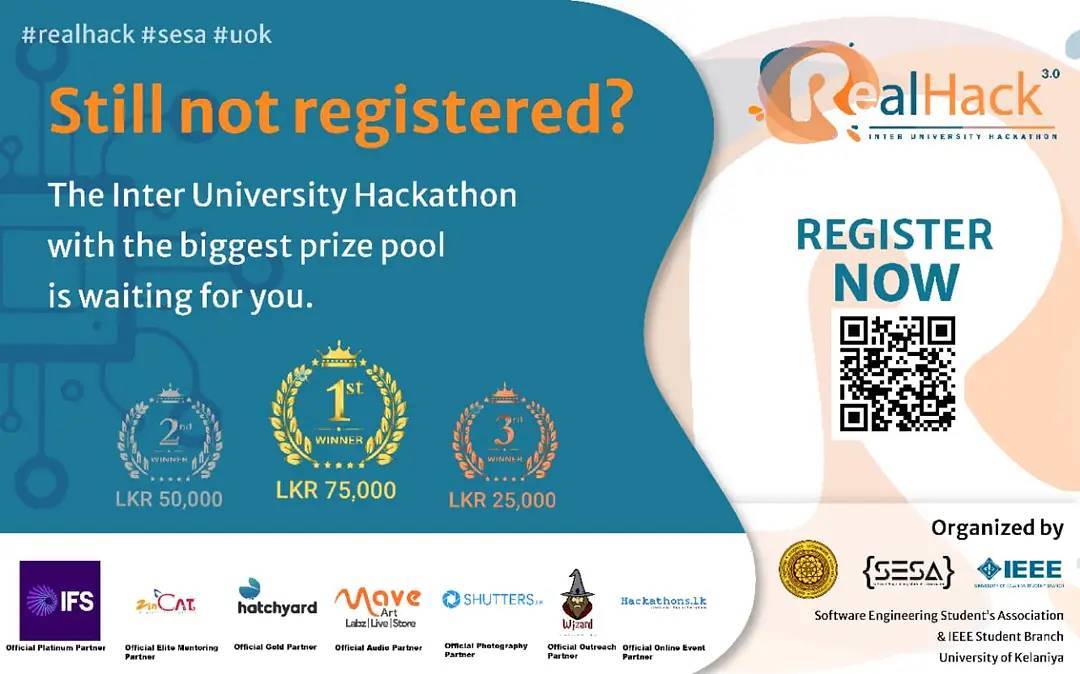 #realhack #sesa #uok
Still not registered?
The Inter University Hackathon
with the biggest prize pool
is waiting for you.
RealHack 3.0
INTER UNIVERSITY HACKATHON
REGISTER
NOW
2nd
WINNER
LKR 50,000
1st
WINNER
LKR 75,000
3rd
WINNER
LKR 25,000
Organized by
{SESA}
IEEE
Software Engineering Student's Association
& IEEE Student Branch
University of Kelaniya
IFS
Official Platinum Partner
ZinCAT
Official Elite Mentoring
Partner
hatchyard
Official Gold Partner
Wave
Art
Labz|Live|Store
Official Audio Partner
SHUTTERS
Official Photography
Partner
Wizard
Official Outreach
Partner
Hackathons.lk
Official Online Event
Partner